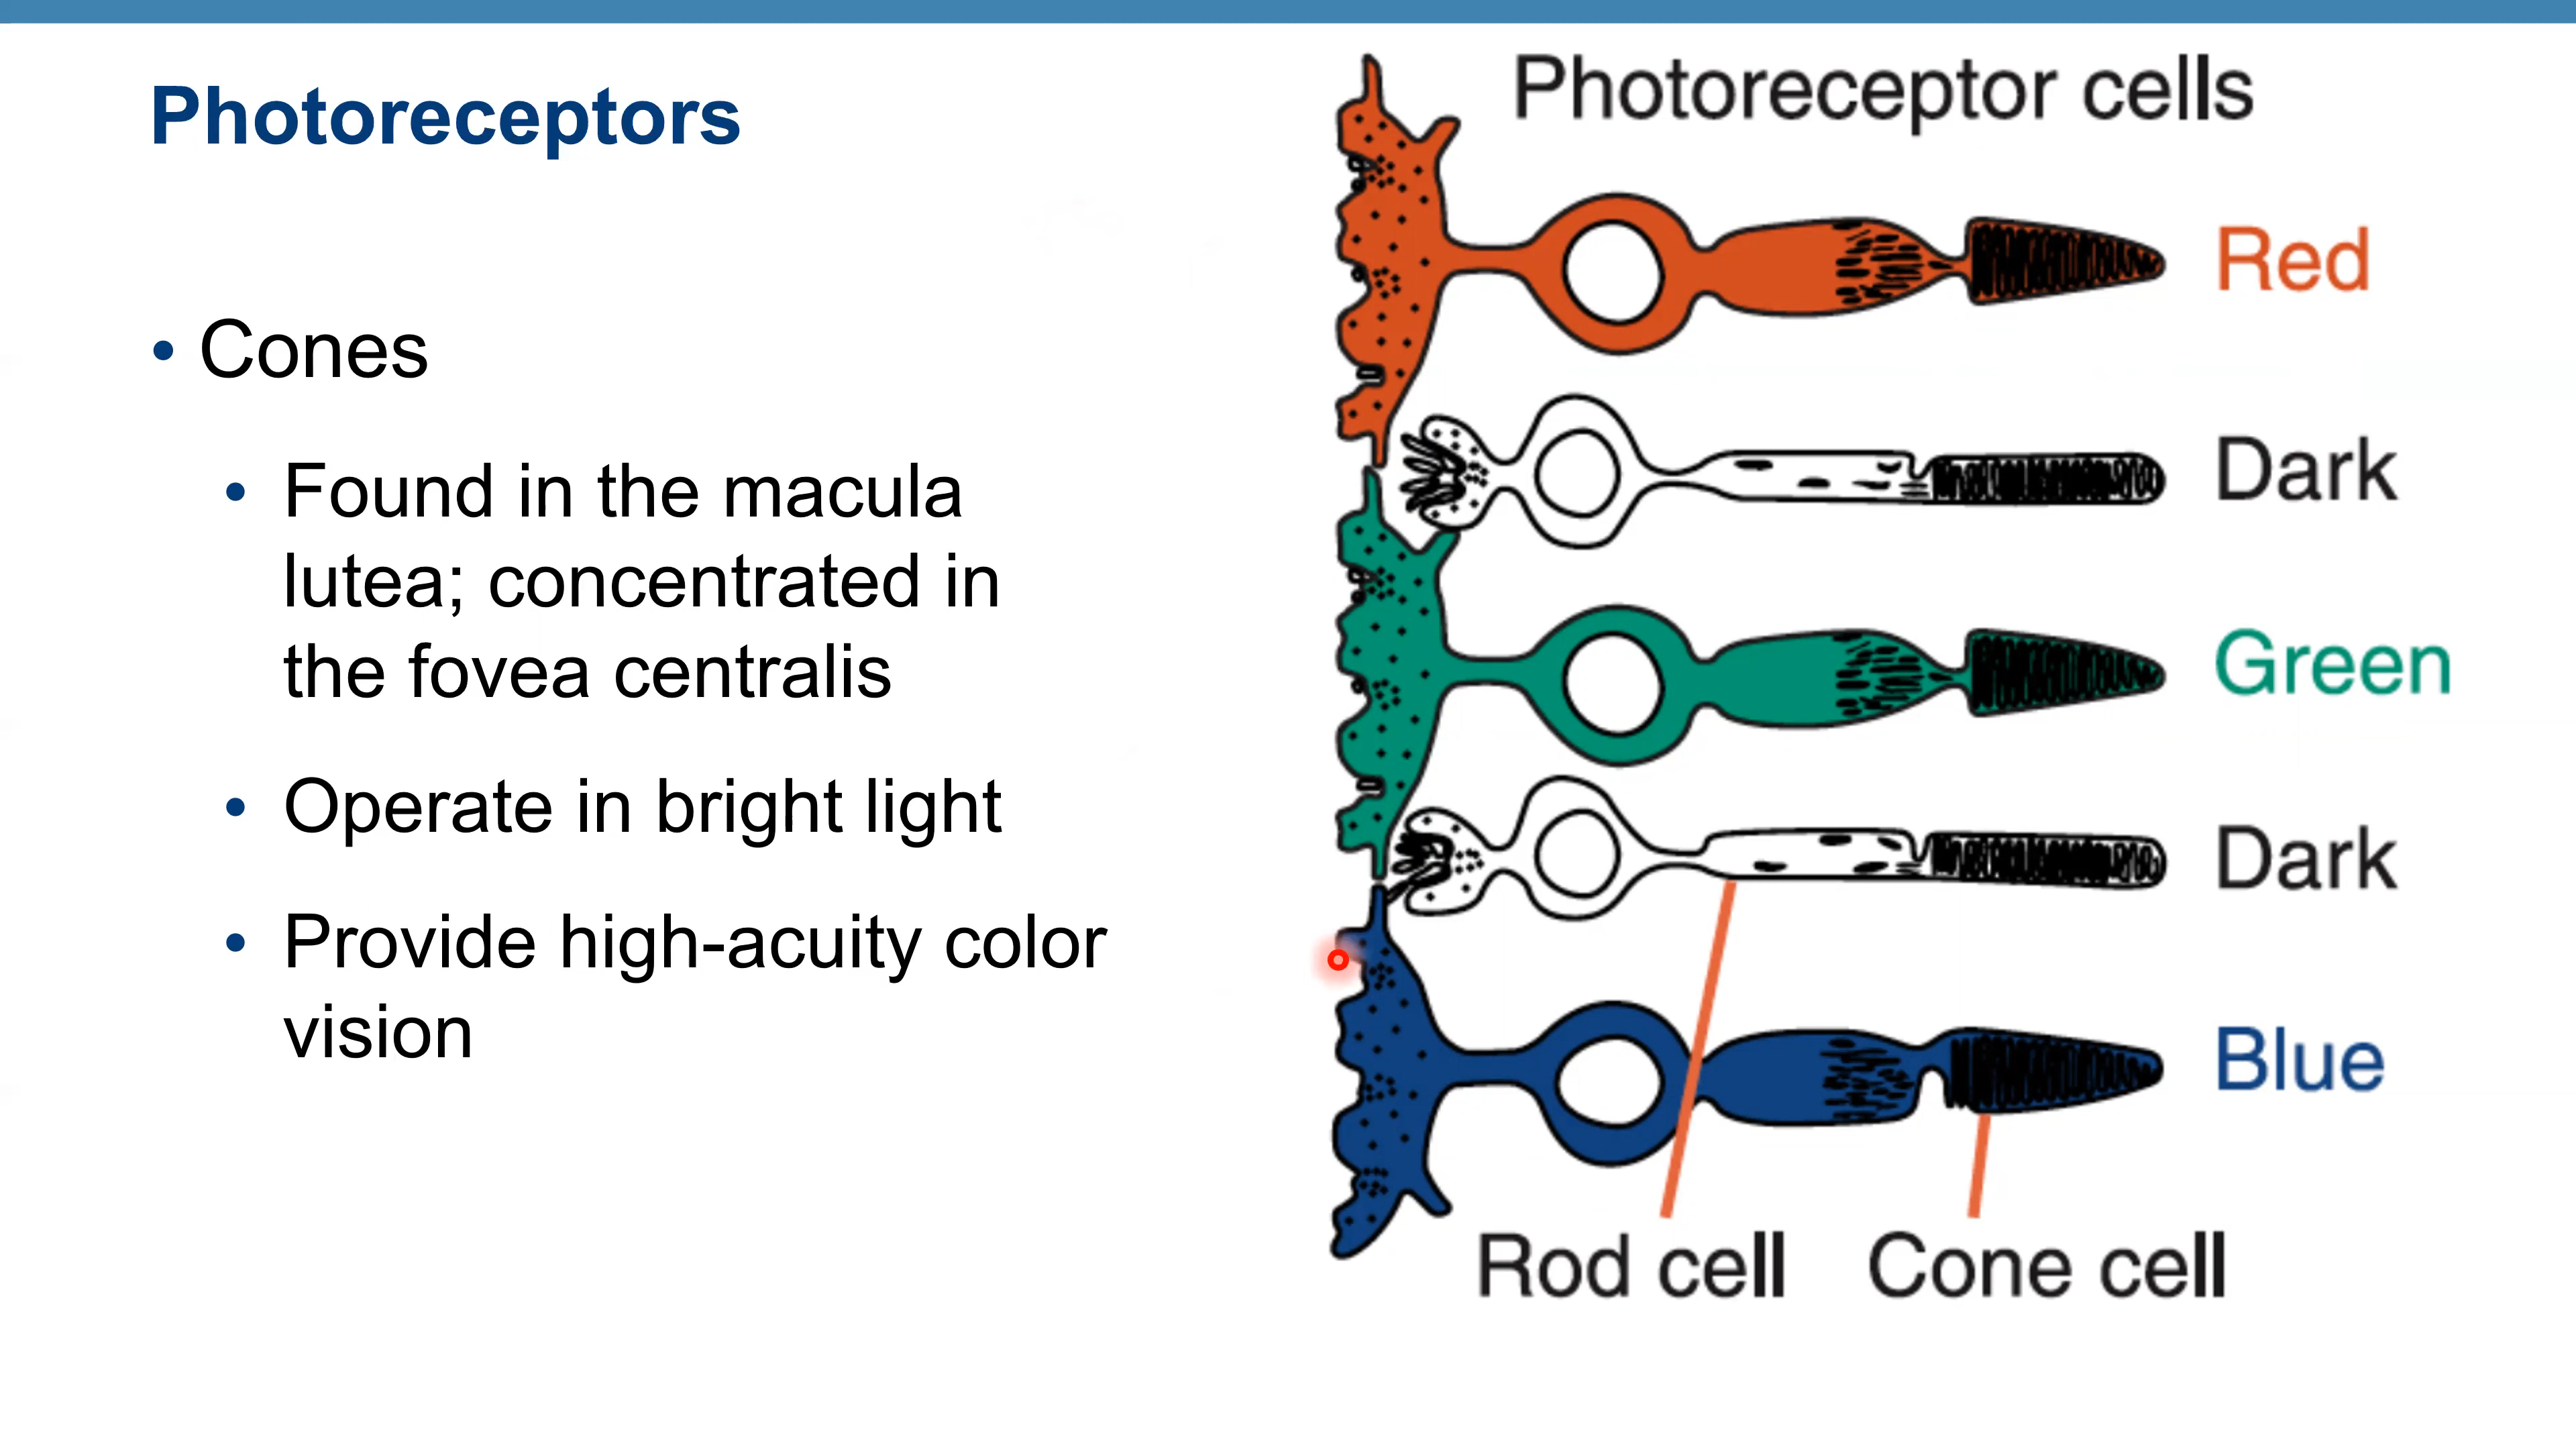 Photoreceptors
• Cones
• Found in the macula
lutea; concentrated in
the fovea centralis
• Operate in bright light
• Provide high-acuity color
vision
Photoreceptor cells
Red
Dark
Green
Dark
Blue
Rod cell
Cone cell